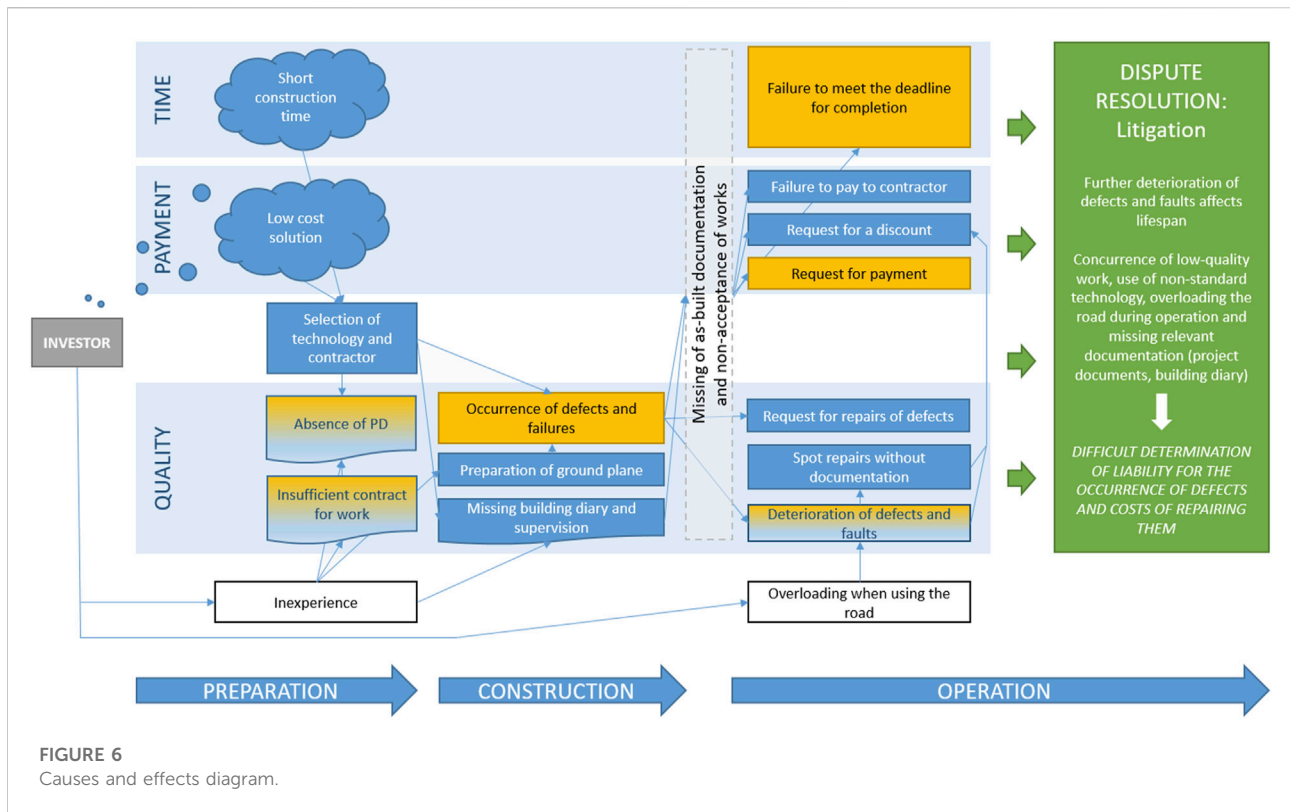 TIME
Short
construction
time
Failure to meet the deadline
for completion
PAYMENT
Low cost
solution
Failure to pay to contractor
Request for a discount
Request for payment
Missing of as-built documentation
and non-acceptance of works
INVESTOR
Selection of
technology and
contractor
QUALITY
Absence of PD
Insufficient contract
for work
Occurrence of defects and
failures
Preparation of ground plane
Missing building diary and
supervision
Request for repairs of defects
Spot repairs without
documentation
Deterioration of defects and
faults
Inexperience
Overloading when using the
road
DISPUTE
RESOLUTION:
Litigation
Further deterioration of
defects and faults affects
lifespan
Concurrence of low-quality
work, use of non-standard
technology, overloading the
road during operation and
missing relevant
documentation (project
documents, building diary)
DIFFICULT DETERMINATION
OF LIABILITY FOR THE
OCCURRENCE OF DEFECTS
AND COSTS OF REPAIRING
THEM
PREPARATION
CONSTRUCTION
OPERATION
FIGURE 6
Causes and effects diagram.